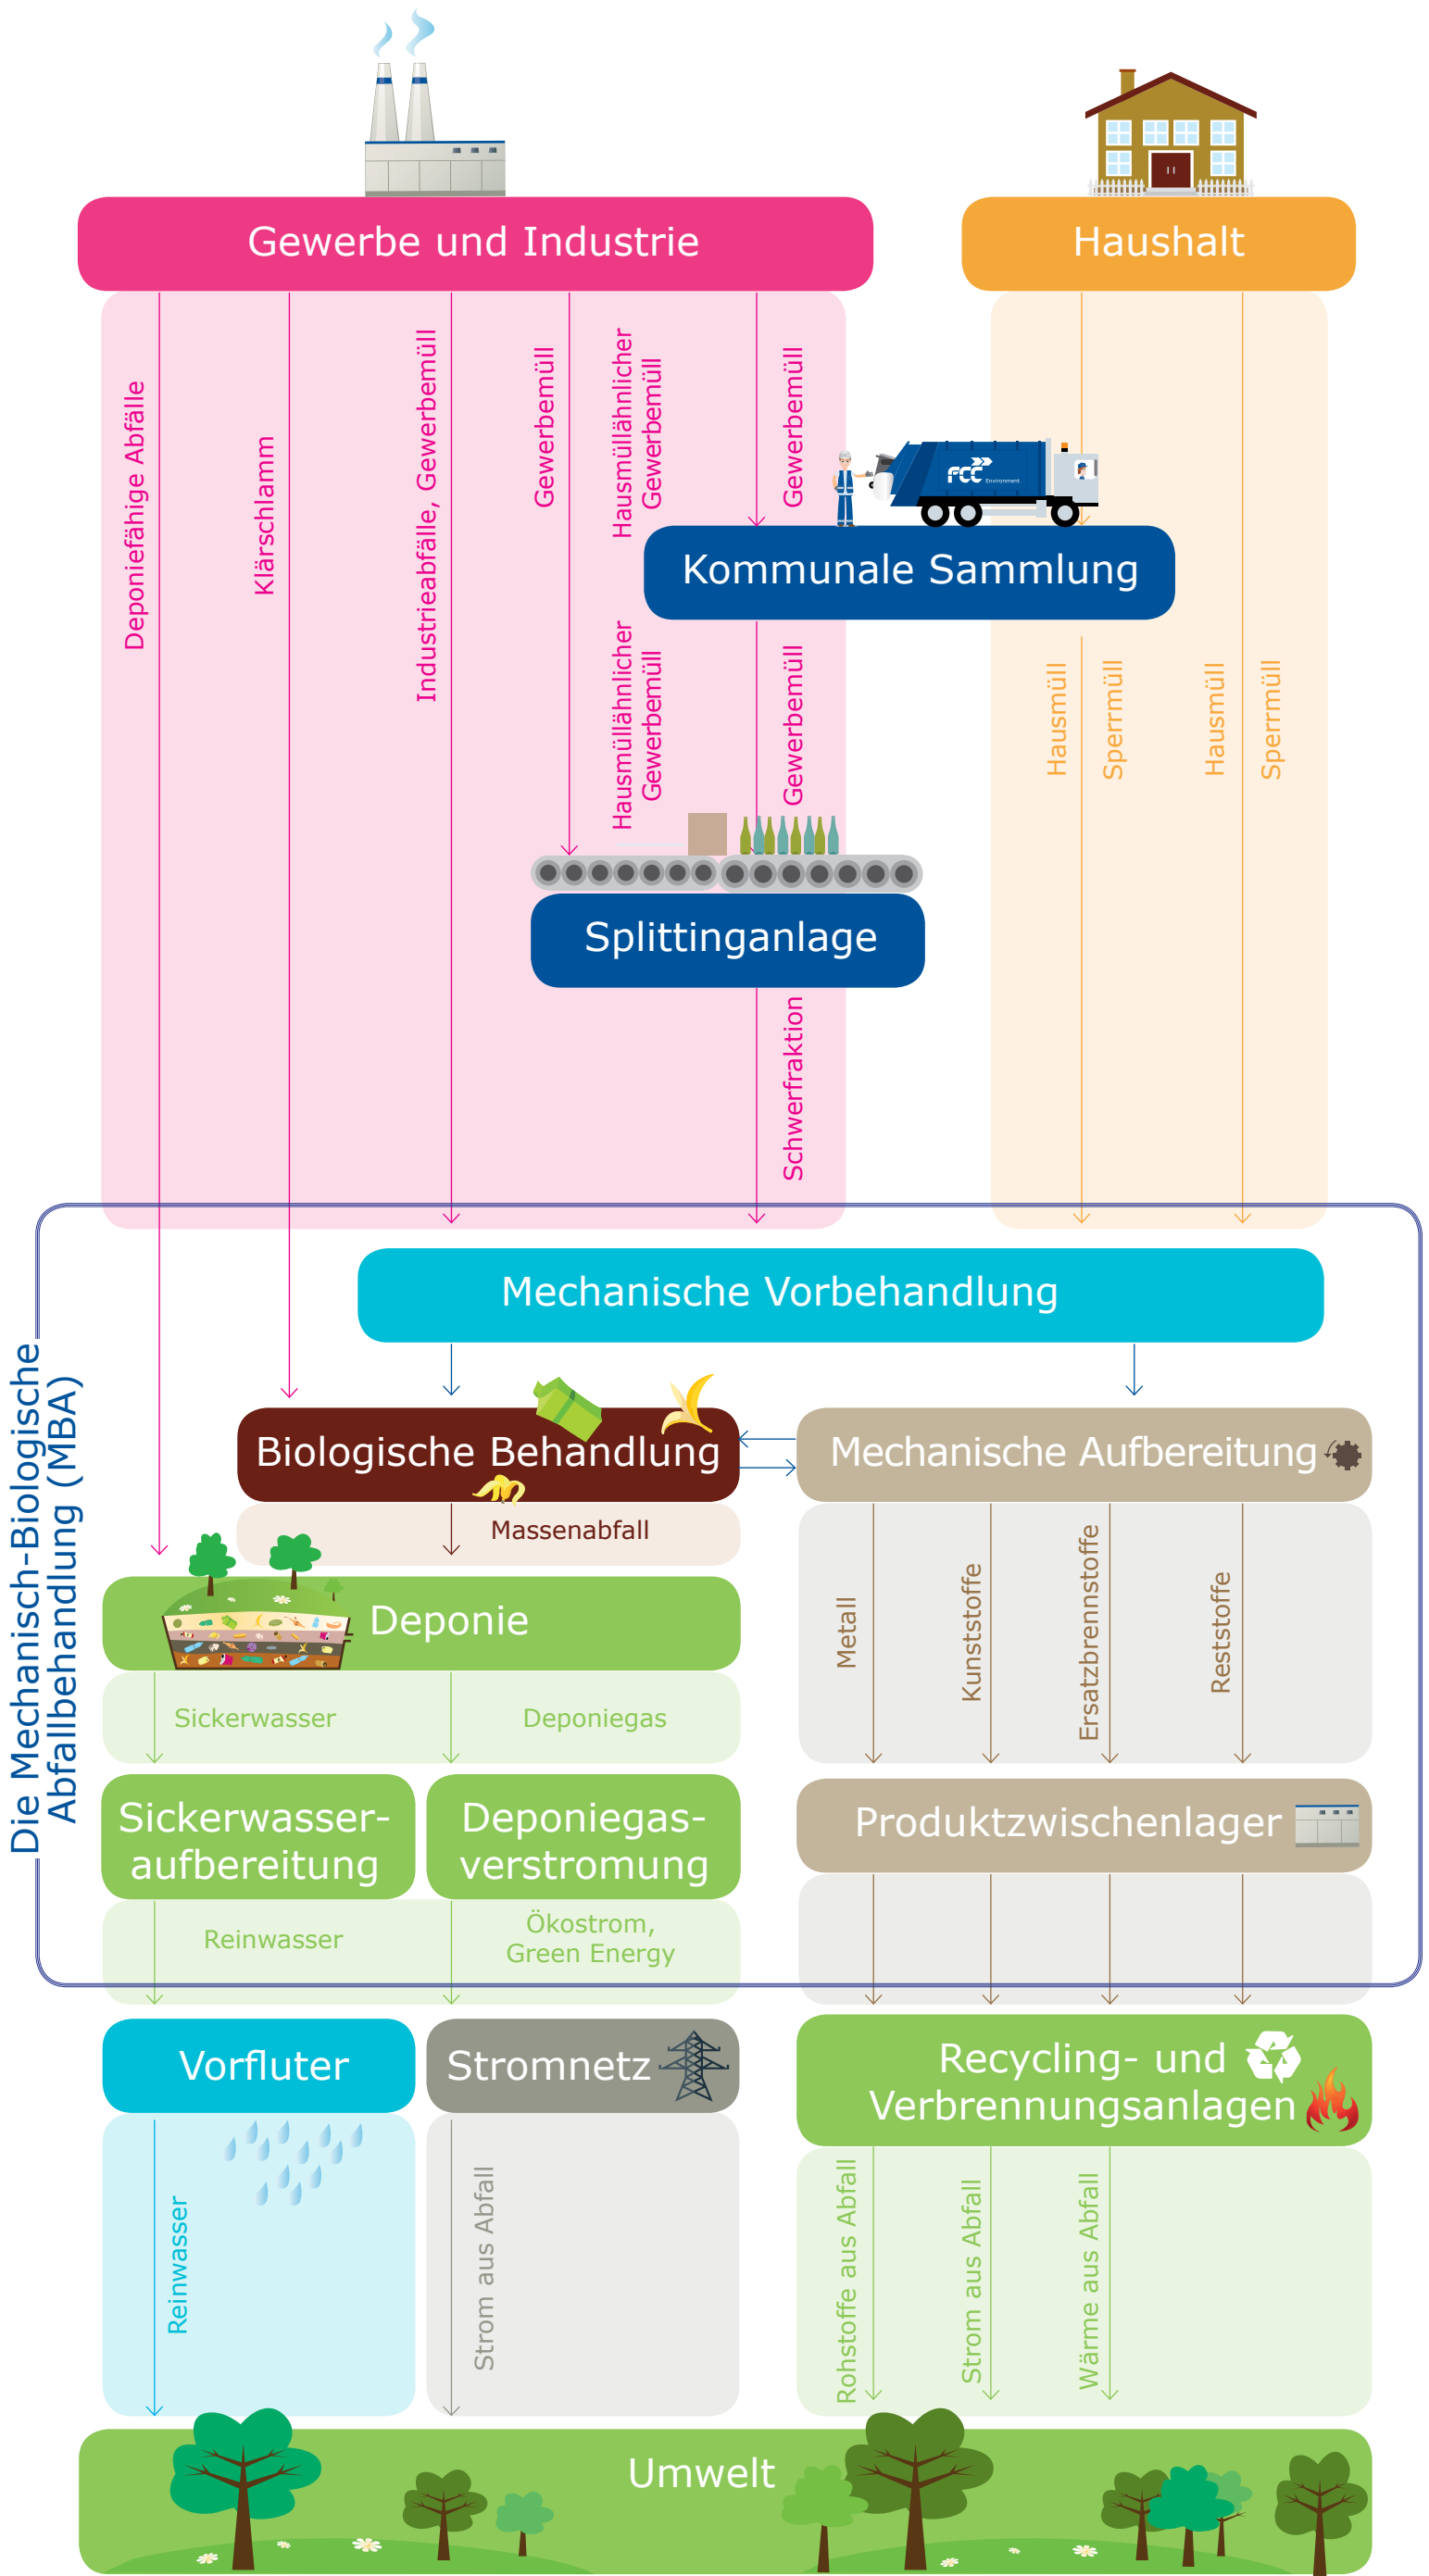 Gewerbe und Industrie
Haushalt
Deponiefähige Abfälle
Klärschlamm
Industrieabfälle, Gewerbemüll
Gewerbemüll
Hausmüllähnlicher
Gewerbemüll
Gewerbemüll
FCC
Environment
Kommunale Sammlung
Hausmüllähnlicher
Gewerbemüll
Gewerbemüll
Hausmüll
Sperrmüll
Hausmüll
Sperrmüll
Splittinganlage
Schwerfraktion
Die Mechanisch-Biologische
Abfallbehandlung (MBA)
Mechanische Vorbehandlung
Biologische Behandlung
Mechanische Aufbereitung
Massenabfall
Deponie
Metall
Kunststoffe
Ersatzbrennstoffe
Reststoffe
Sickerwasser
Deponiegas
Sickerwasser-
aufbereitung
Deponiegas-
verstromung
Produktzwischenlager
Reinwasser
Ökostrom,
Green Energy
Vorfluter
Stromnetz
Recycling- und
Verbrennungsanlagen
Reinwasser
Strom aus Abfall
Rohstoffe aus Abfall
Strom aus Abfall
Wärme aus Abfall
Umwelt